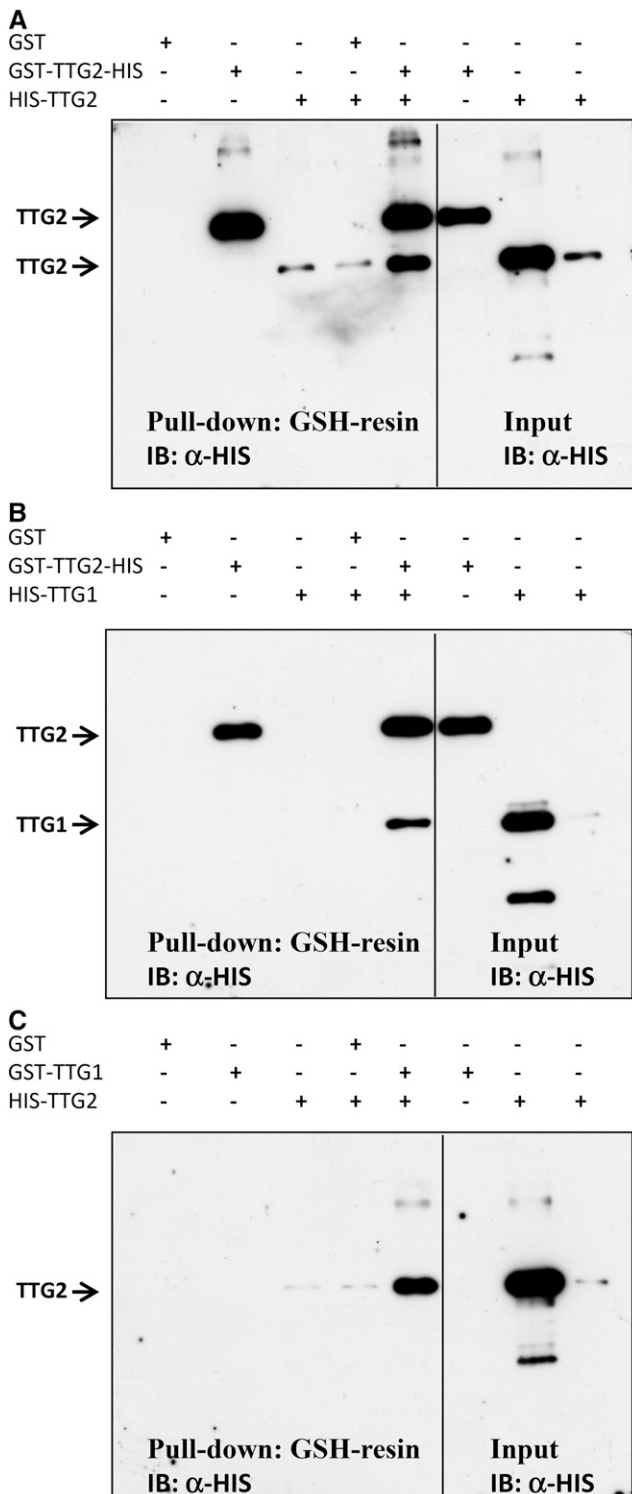 A
GST + - - + - - - -
GST-TTG2-HIS - + - - + + - -
HIS-TTG2 - - + + + - + +
TTG2→
TTG2→
Pull-down: GSH-resin Input
IB: α-HIS IB: α-HIS
B
GST + - - + - - - -
GST-TTG2-HIS - + - - + + - -
HIS-TTG1 - - + + + - + +
TTG2→
TTG1→
Pull-down: GSH-resin Input
IB: α-HIS IB: α-HIS
C
GST + - - + - - - -
GST-TTG1 - + - - + + - -
HIS-TTG2 - - + + + - + +
TTG2→
Pull-down: GSH-resin Input
IB: α-HIS IB: α-HIS